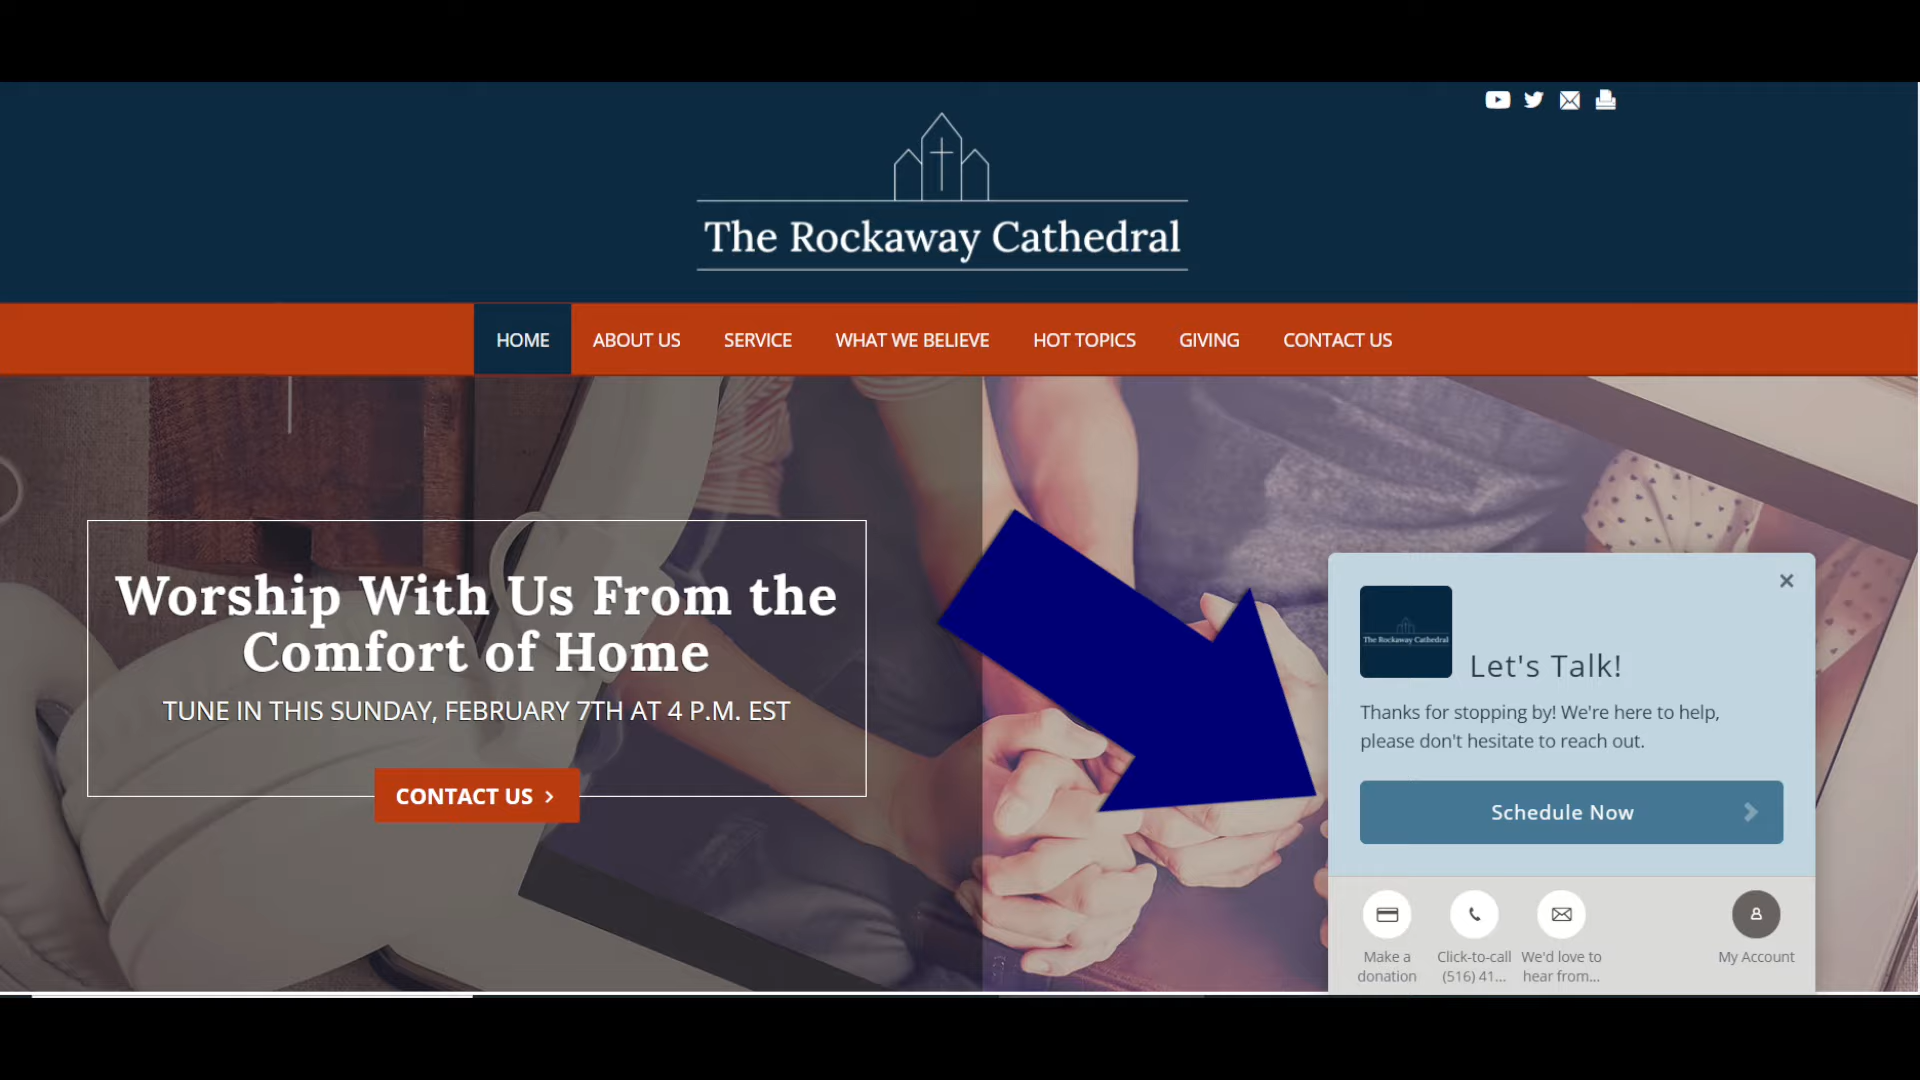 The Rockaway Cathedral
HOME ABOUT US SERVICE WHAT WE BELIEVE HOT TOPICS GIVING CONTACT US
Worship With Us From the
Comfort of Home
TUNE IN THIS SUNDAY, FEBRUARY 7TH AT 4 P.M. EST
CONTACT US
The Rockaway Cathedral
Let's Talk!
Thanks for stopping by! We're here to help,
please don't hesitate to reach out.
Schedule Now
Make a
donation
Click-to-call
(516) 41...
We'd love to
hear from...
My Account